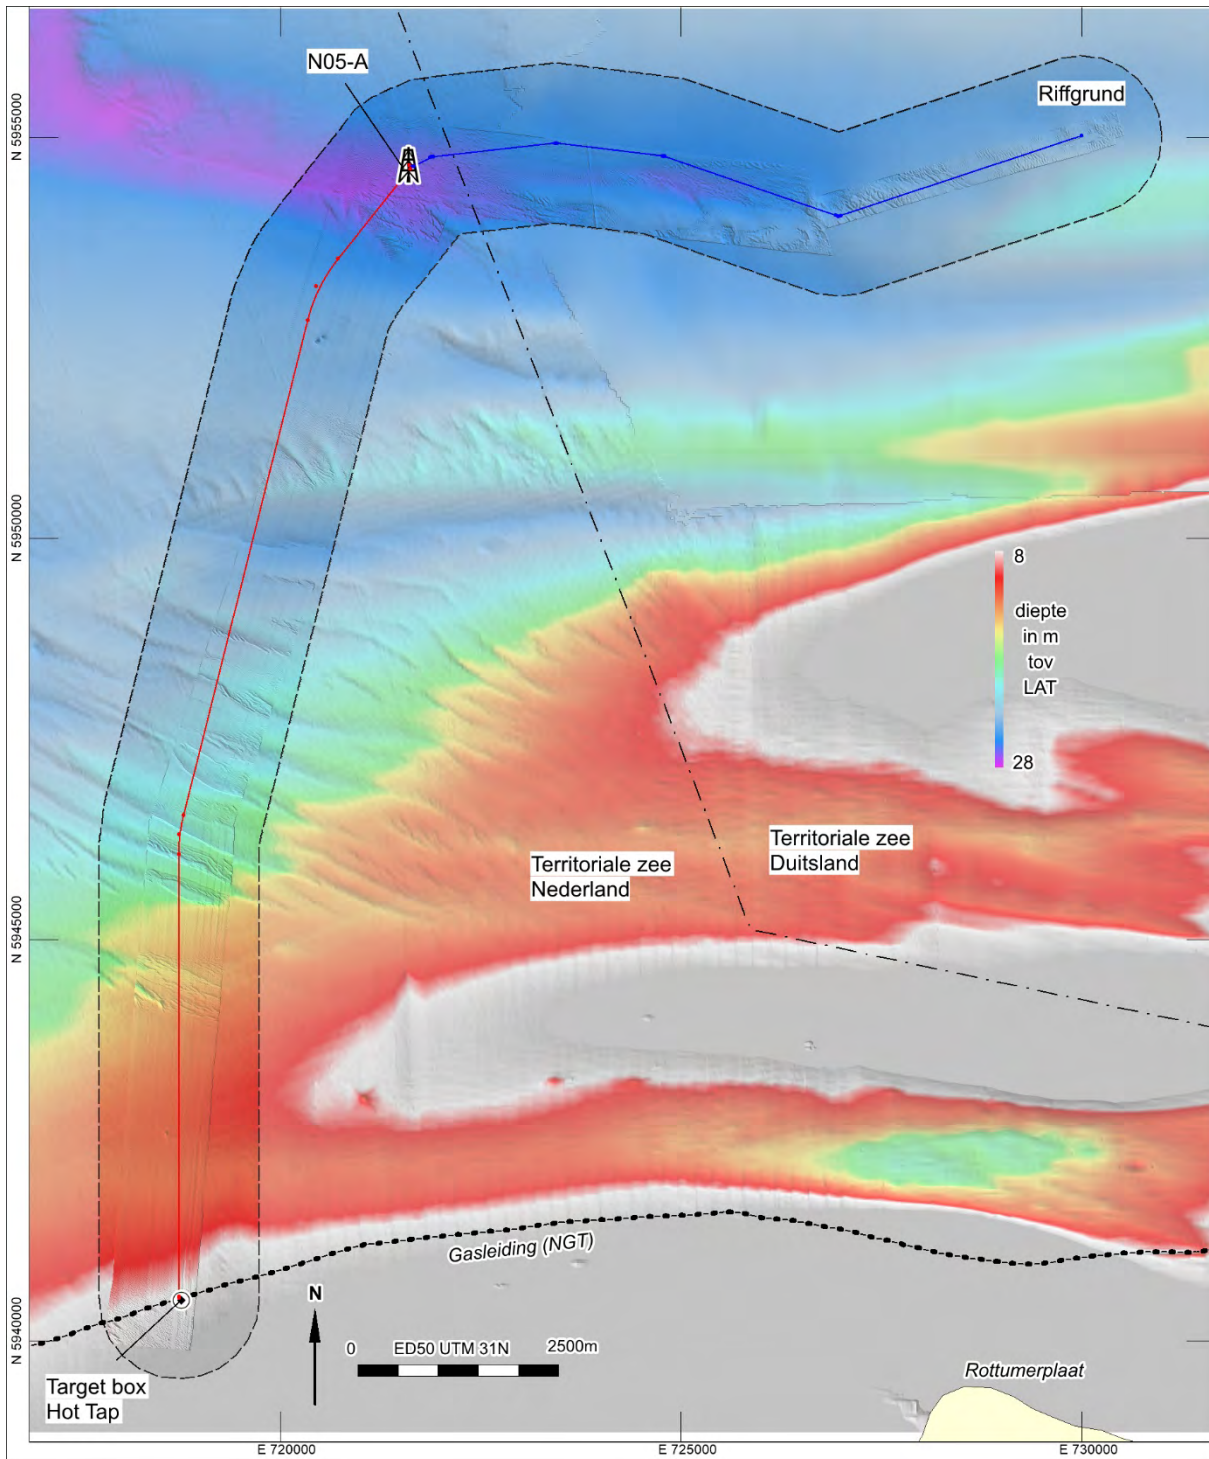 N05-A
Riffgrund
N 5955000
N 5950000
8
diepte
in m
tov
LAT
28
Territoriale zee
Nederland
Territoriale zee
Duitsland
N 5945000
Gasleiding (NGT)
N
N 5940000
0 ED50 UTM 31N 2500m
Target box
Hot Tap
Rottumerplaat
E 720000 E 725000 E 730000